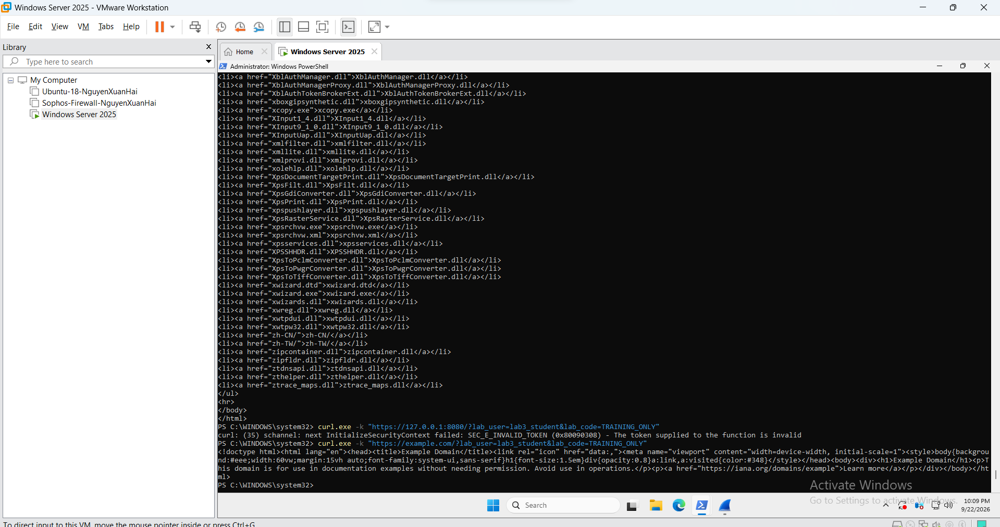 Windows Server 2025 - VMware Workstation
File Edit View VM Tabs Help
Library
Type here to search
My Computer
Ubuntu-18-NguyenXuanHai
Sophos-Firewall-NguyenXuanHai
Windows Server 2025
Home
Windows Server 2025
Administrator: Windows PowerShell
<li><a href="XblAuthManager.dll">XblAuthManager.dll</a></li>
<li><a href="XblAuthManagerProxy.dll">XblAuthManagerProxy.dll</a></li>
<li><a href="XblAuthTokenBrokerExt.dll">XblAuthTokenBrokerExt.dll</a></li>
<li><a href="xboxgipsynthetic.dll">xboxgipsynthetic.dll</a></li>
<li><a href="xcopy.exe">xcopy.exe</a></li>
<li><a href="XInput1_4.dll">XInput1_4.dll</a></li>
<li><a href="XInput9_1_0.dll">XInput9_1_0.dll</a></li>
<li><a href="XInputUap.dll">XInputUap.dll</a></li>
<li><a href="xmlfilter.dll">xmlfilter.dll</a></li>
<li><a href="xmllite.dll">xmllite.dll</a></li>
<li><a href="xmlprovi.dll">xmlprovi.dll</a></li>
<li><a href="xolehlp.dll">xolehlp.dll</a></li>
<li><a href="XpsDocumentTargetPrint.dll">XpsDocumentTargetPrint.dll</a></li>
<li><a href="XpsFilt.dll">XpsFilt.dll</a></li>
<li><a href="XpsGdiConverter.dll">XpsGdiConverter.dll</a></li>
<li><a href="XpsPrint.dll">XpsPrint.dll</a></li>
<li><a href="xpspushlayer.dll">xpspushlayer.dll</a></li>
<li><a href="XpsRasterService.dll">XpsRasterService.dll</a></li>
<li><a href="xpsrchvw.exe">xpsrchvw.exe</a></li>
<li><a href="xpsrchvw.xml">xpsrchvw.xml</a></li>
<li><a href="xpsservices.dll">xpsservices.dll</a></li>
<li><a href="XPSSHHDR.dll">XPSSHHDR.dll</a></li>
<li><a href="XpsToPclmConverter.dll">XpsToPclmConverter.dll</a></li>
<li><a href="XpsToPwgrConverter.dll">XpsToPwgrConverter.dll</a></li>
<li><a href="XpsToTiffConverter.dll">XpsToTiffConverter.dll</a></li>
<li><a href="xwizard.dtd">xwizard.dtd</a></li>
<li><a href="xwizard.exe">xwizard.exe</a></li>
<li><a href="xwizards.dll">xwizards.dll</a></li>
<li><a href="xwreg.dll">xwreg.dll</a></li>
<li><a href="xwtpdui.dll">xwtpdui.dll</a></li>
<li><a href="xwtpw32.dll">xwtpw32.dll</a></li>
<li><a href="zh-CN/">zh-CN/</a></li>
<li><a href="zh-TW/">zh-TW/</a></li>
<li><a href="zipcontainer.dll">zipcontainer.dll</a></li>
<li><a href="zipfldr.dll">zipfldr.dll</a></li>
<li><a href="ztdnsapi.dll">ztdnsapi.dll</a></li>
<li><a href="zthelper.dll">zthelper.dll</a></li>
<li><a href="ztrace_maps.dll">ztrace_maps.dll</a></li>
</ul>
<hr>
</body>
</html>
PS C:\WINDOWS\system32> curl.exe -k "https://127.0.0.1:8080/?lab_user=lab3_student&lab_code=TRAINING_ONLY"
curl: (35) schannel: next InitializeSecurityContext failed: SEC_E_INVALID_TOKEN (0x80090308) - The token supplied to the function is invalid
PS C:\WINDOWS\system32> curl.exe -k "https://example.com/?lab_user=lab3_student&lab_code=TRAINING_ONLY"
<!doctype html><html lang="en"><head><title>Example Domain</title><link rel="icon" href="data:,"><meta name="viewport" content="width=device-width, initial-scale=1"><style>body{backgrou
nd:#eee;width:60vw;margin:15vh auto;font-family:system-ui,sans-serif}h1{font-size:1.5em}div{opacity:0.8}a:link,a:visited{color:#348}</style></head><body><div><h1>Example Domain</h1><p>T
his domain is for use in documentation examples without needing permission. Avoid use in operations.</p><p><a href="https://iana.org/domains/example">Learn more</a></p></div></body></ht
ml>
PS C:\WINDOWS\system32>
Activate Windows
Go to Settings to activate Windows.
Search
10:09 PM
9/22/2026
To direct input to this VM, move the mouse pointer inside or press Ctrl+G.